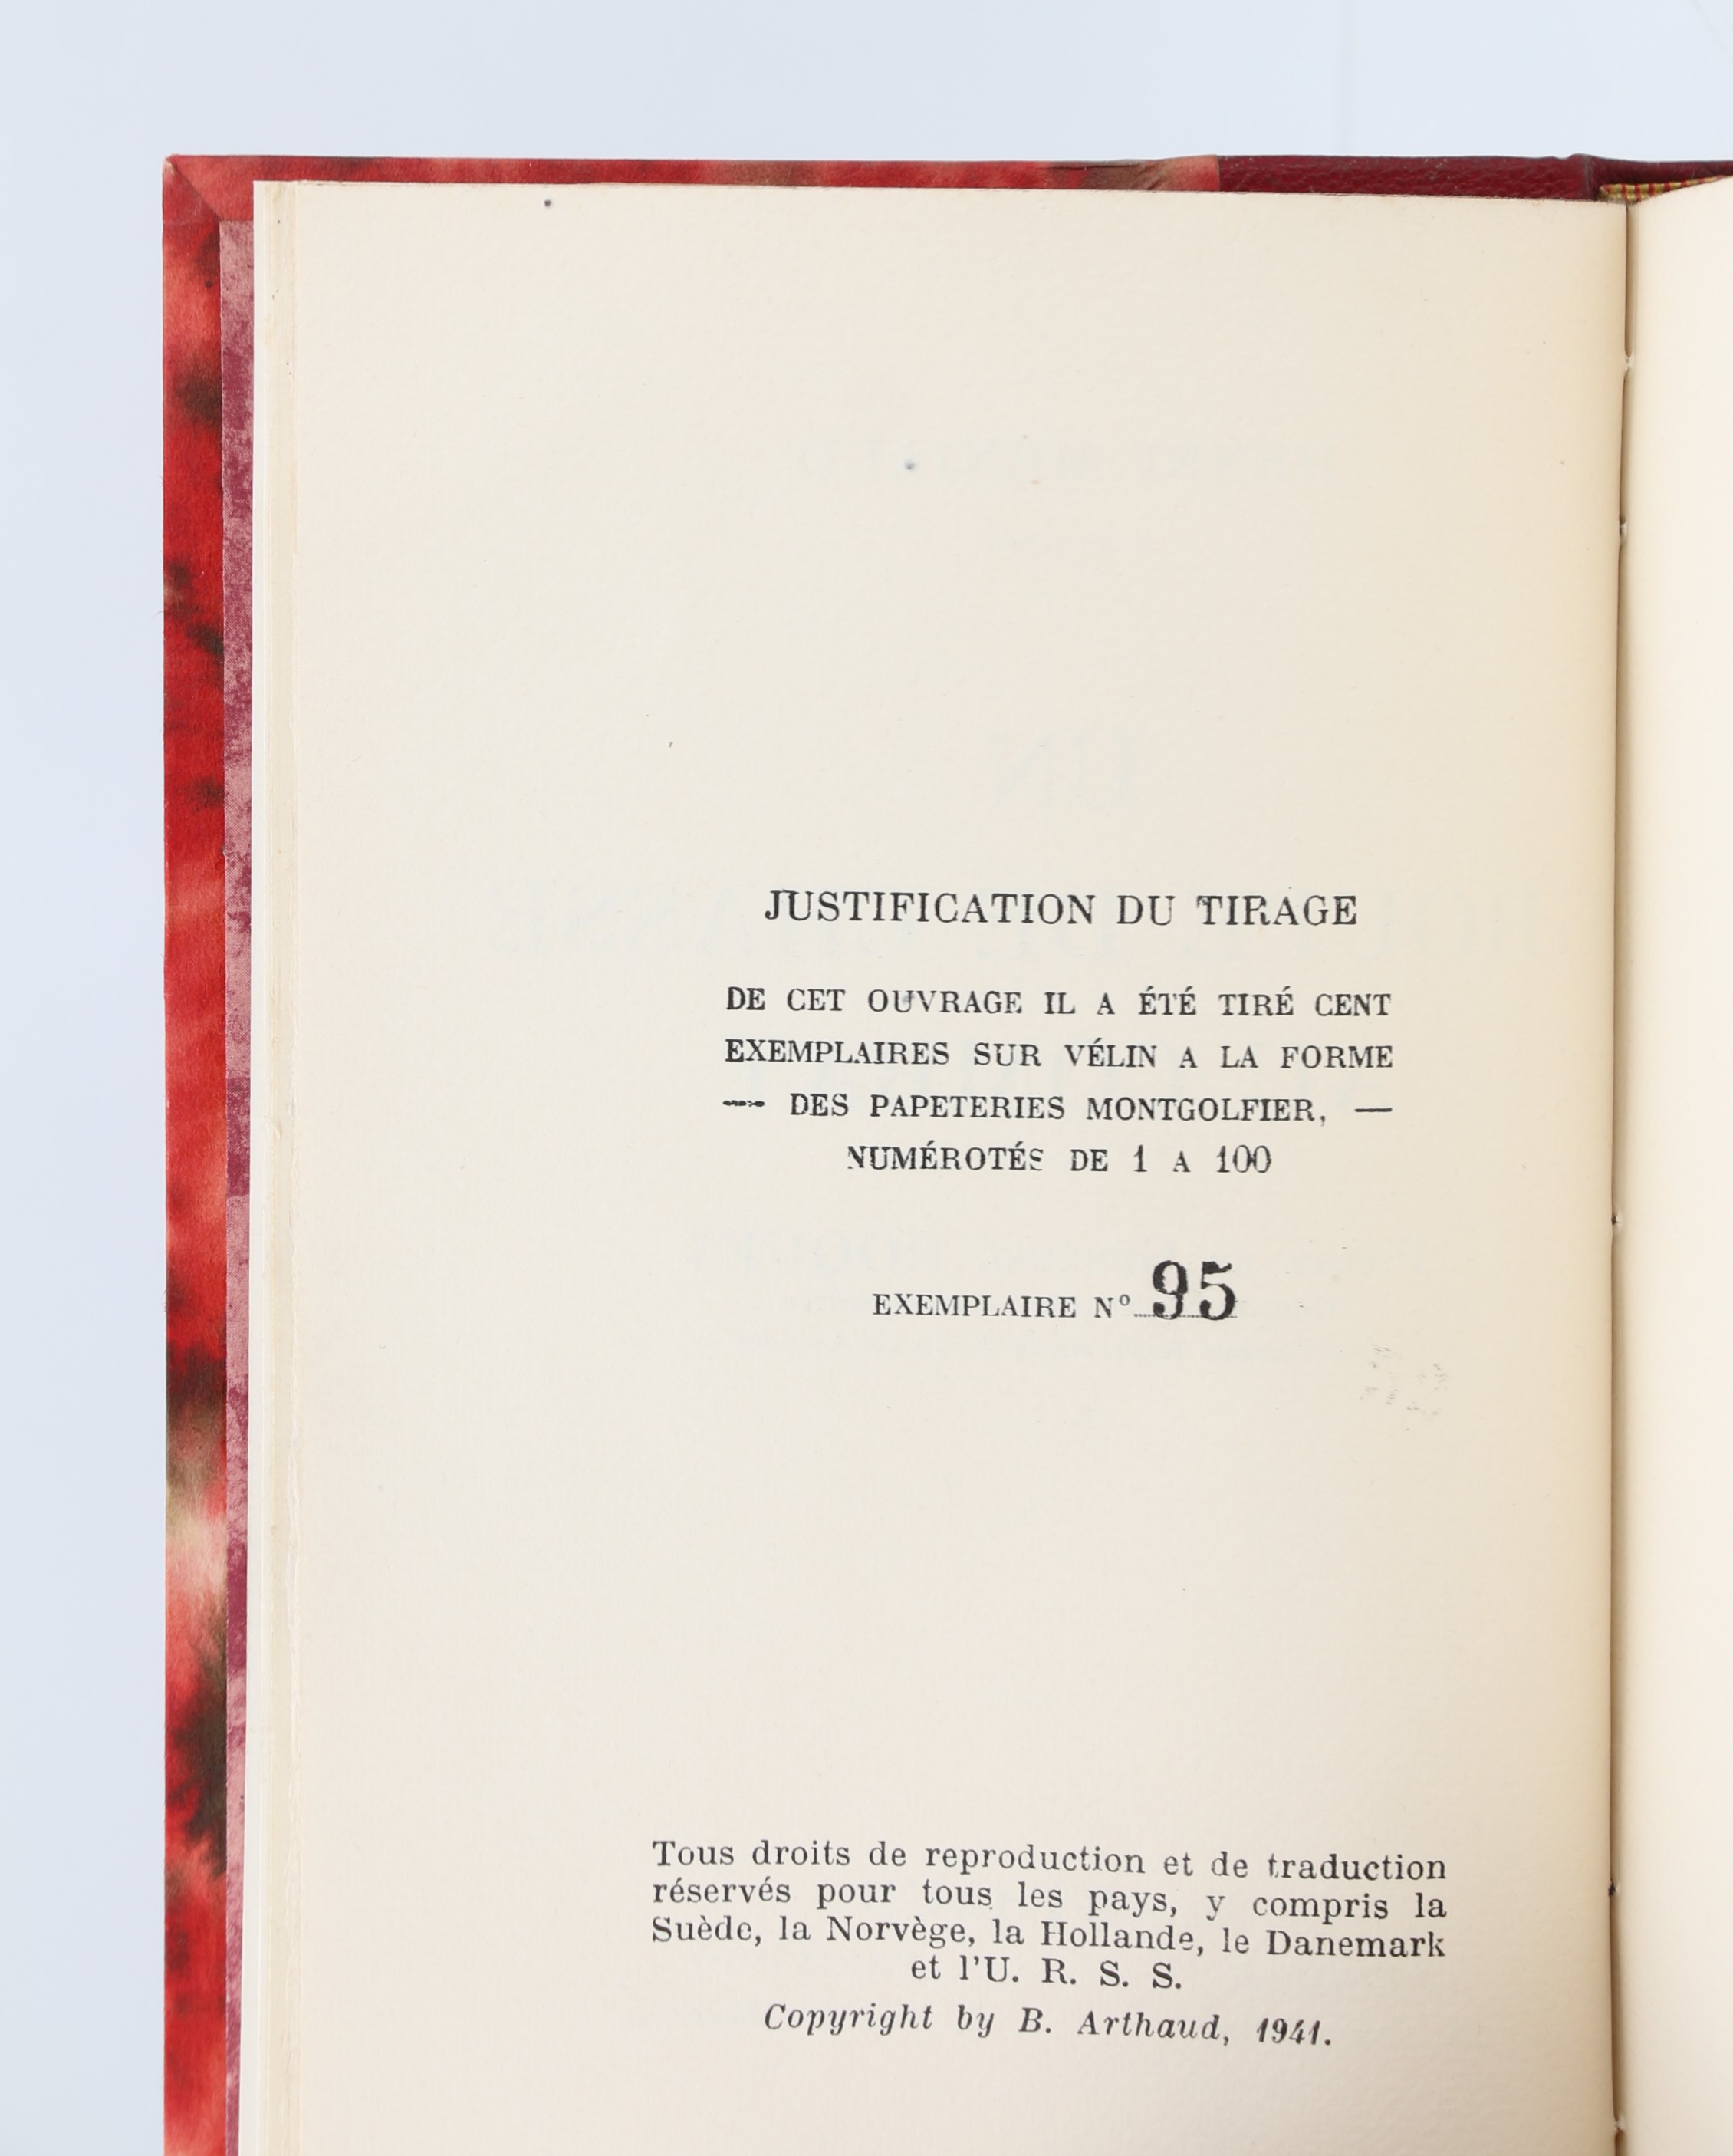 JUSTIFICATION DU TIRAGE
DE CET OUVRAGE IL A ÉTÉ TIRÉ CENT
EXEMPLAIRES SUR VÉLIN A LA FORME
— DES PAPETERIES MONTGOLFIER, —
NUMÉROTÉS DE 1 A 100
EXEMPLAIRE Nº 95
Tous droits de reproduction et de traduction
réservés pour tous les pays, y compris la
Suède, la Norvège, la Hollande, le Danemark
et l'U. R. S. S.
Copyright by B. Arthaud, 1941.